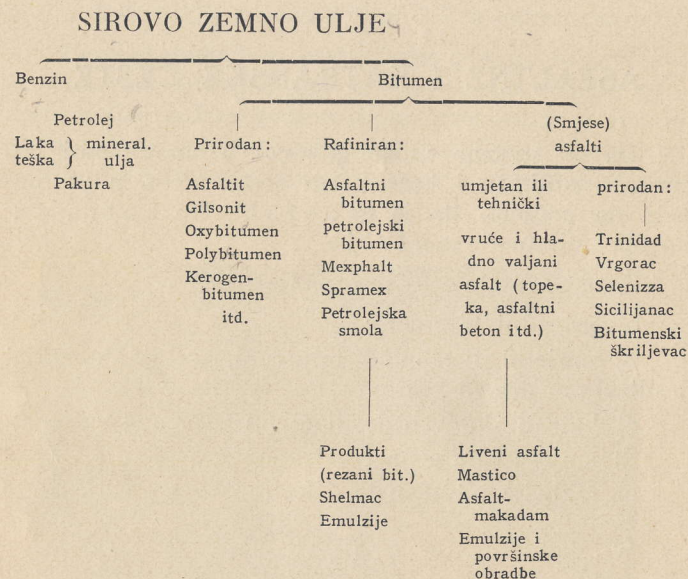 SIROVO ZEMNO ULJE
Benzin
Petrolej
Laka } mineral.
teška } ulja
Pakura
Bitumen
Prirodan:
Asfaltit
Gilsonit
Oxybitumen
Polybitumen
Kerogen-
bitumen
itd.
Rafiniran:
Asfaltni
bitumen
petrolejski
bitumen
Mexphalt
Spramex
Petrolejska
smola
Produkti
(rezani bit.)
Shelmac
Emulzije
(Smjese)
asfalti
umjetan ili
tehnički
vruće i hla-
dno valjani
asfalt (tope-
ka, asfaltni
beton itd.)
Liveni asfalt
Mastico
Asfalt-
makadam
Emulzije i
površinske
obradbe
prirodan:
Trinidad
Vrgorac
Selenizza
Sicilijanac
Bitumenski
škriljevac